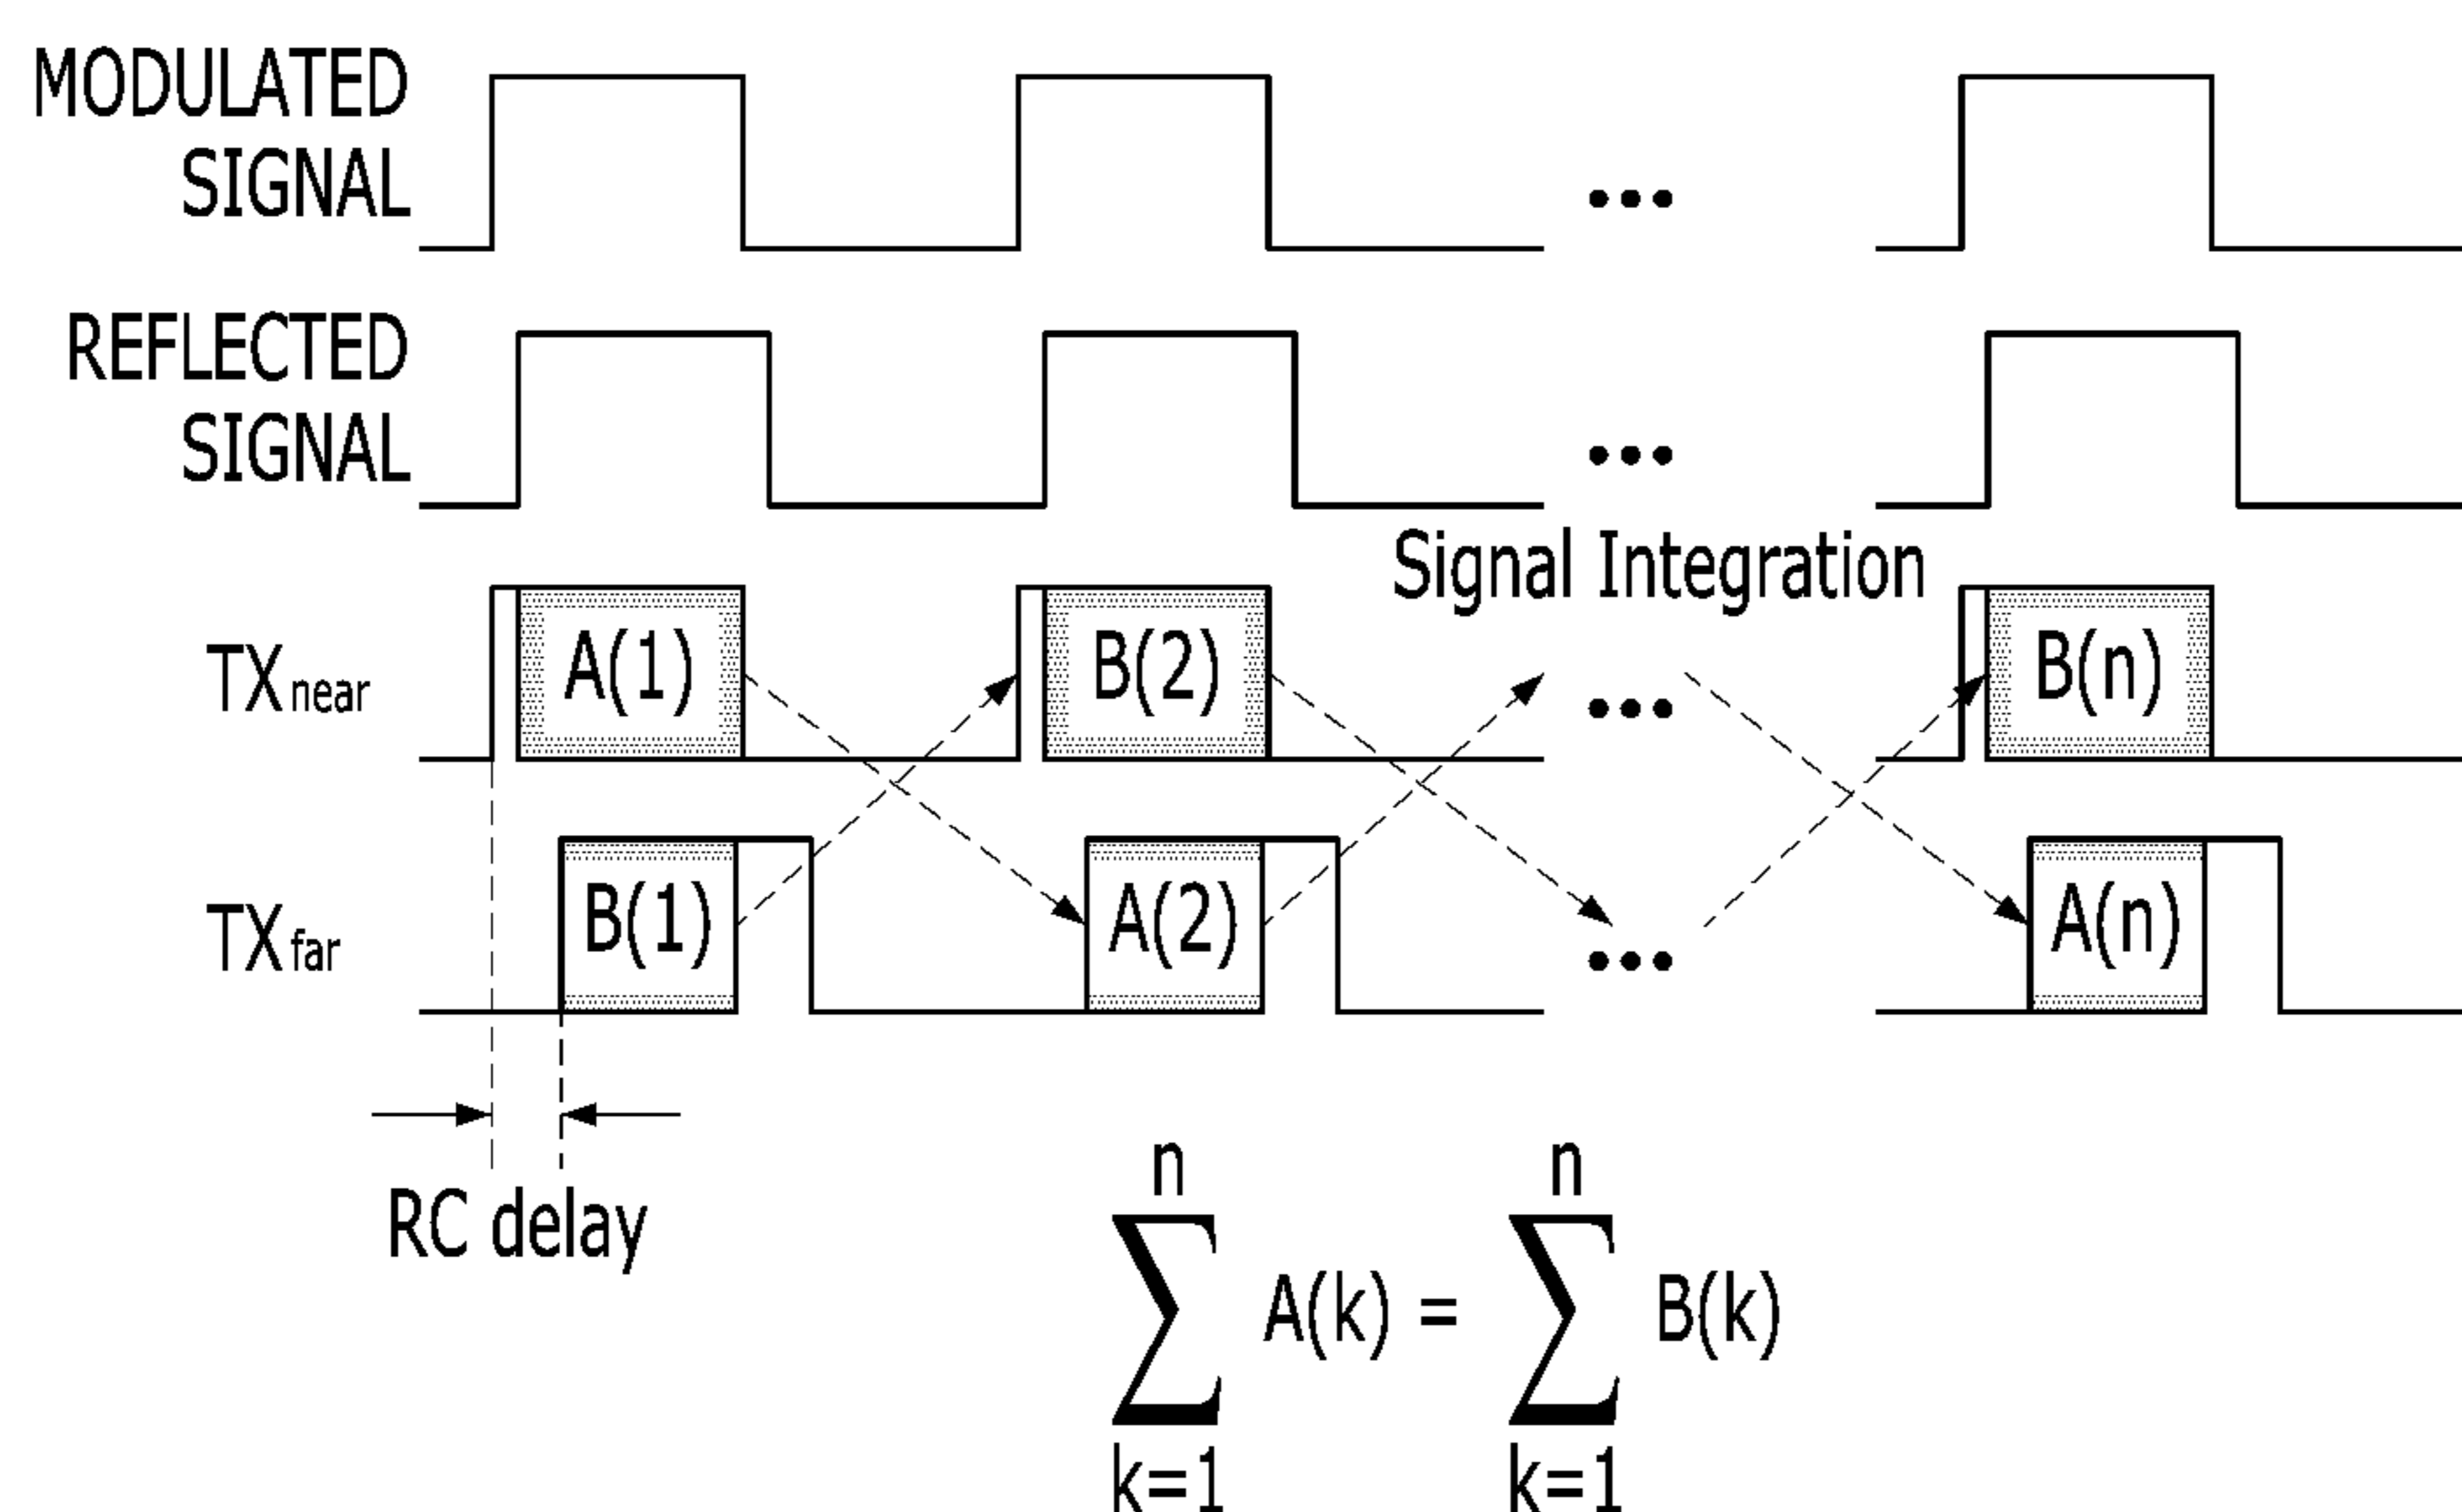 MODULATED
SIGNAL
•••
REFLECTED
SIGNAL
•••
Signal Integration
TXnear
A(1)
B(2)
•••
B(n)
TXfar
B(1)
A(2)
•••
A(n)
RC delay
n n
∑ A(k) = ∑ B(k)
k=1 k=1